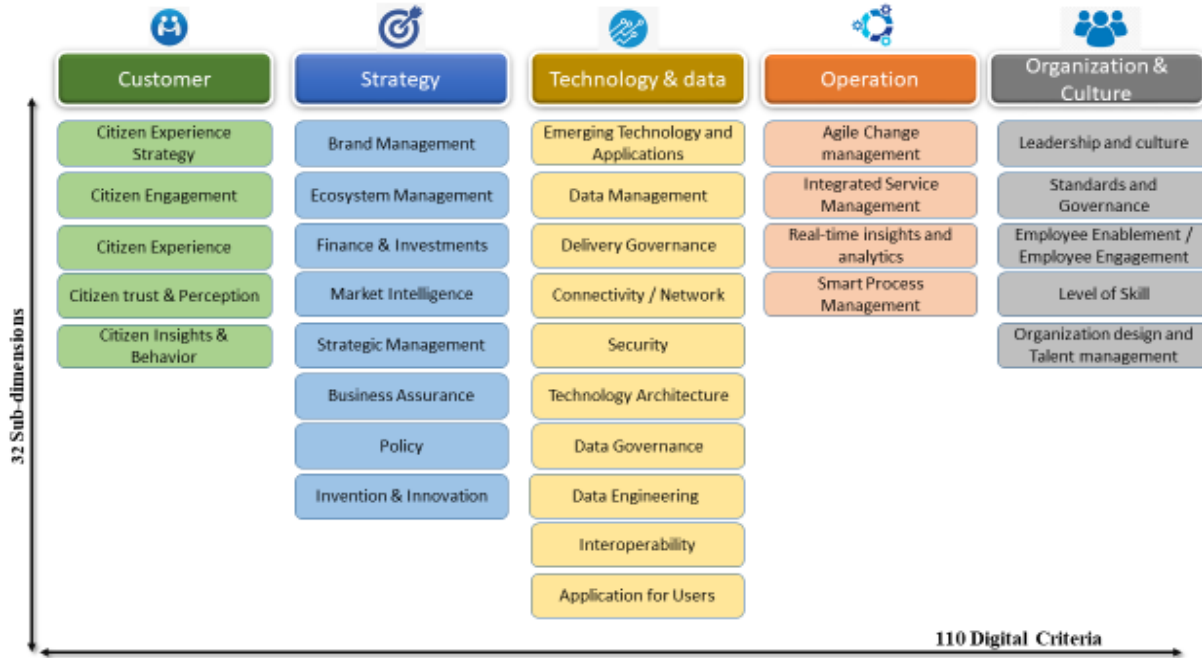 Customer
Strategy
Technology & data
Operation
Organization &
Culture
Citizen Experience
Strategy
Citizen Engagement
Citizen Experience
Citizen trust & Perception
Citizen Insights &
Behavior
Brand Management
Ecosystem Management
Finance & Investments
Market Intelligence
Strategic Management
Business Assurance
Policy
Invention & Innovation
Emerging Technology and
Applications
Data Management
Delivery Governance
Connectivity / Network
Security
Technology Architecture
Data Governance
Data Engineering
Interoperability
Application for Users
Agile Change
management
Integrated Service
Management
Real-time insights and
analytics
Smart Process
Management
Leadership and culture
Standards and
Governance
Employee Enablement /
Employee Engagement
Level of Skill
Organization design and
Talent management
32 Sub-dimensions
110 Digital Criteria